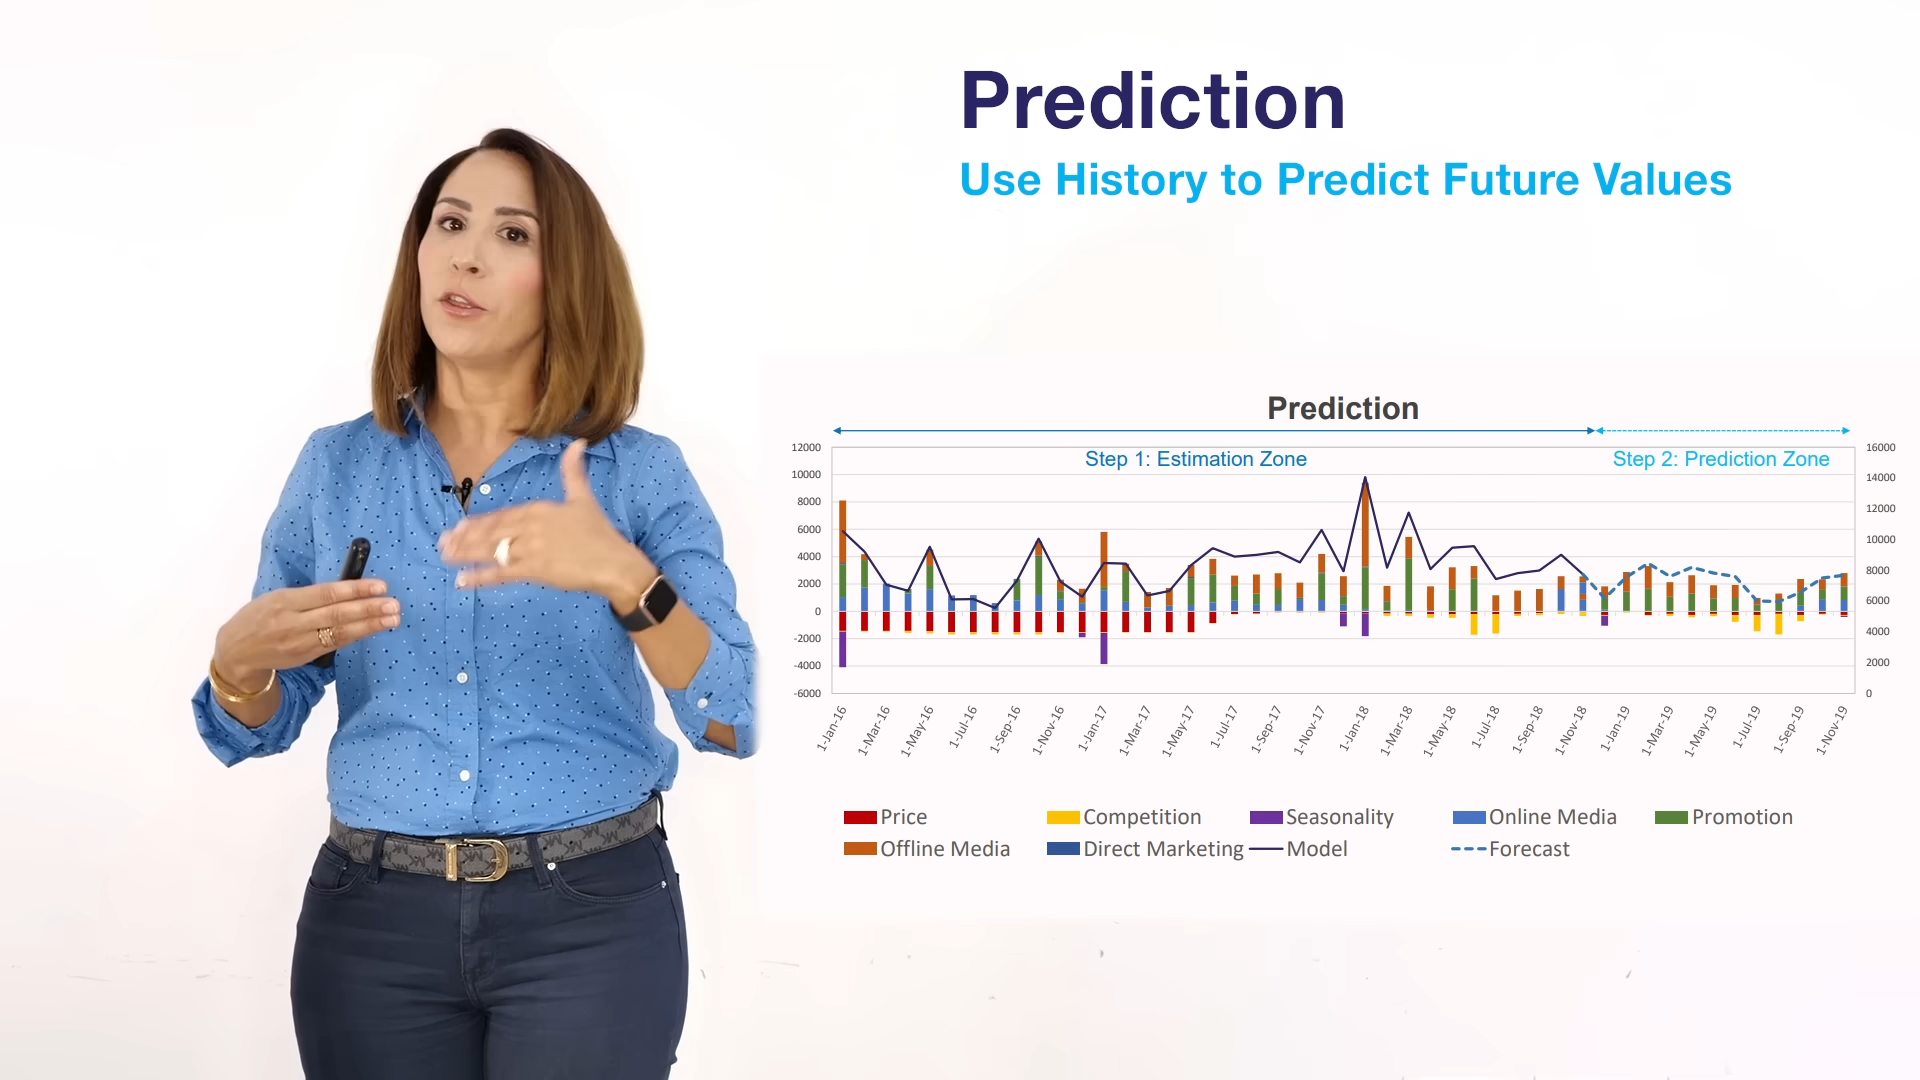 Prediction
Use History to Predict Future Values
Prediction
Step 1: Estimation Zone
Step 2: Prediction Zone
12000
10000
8000
6000
4000
2000
0
-2000
-4000
-6000
16000
14000
12000
10000
8000
6000
4000
2000
0
1-Jan-16
1-Mar-16
1-May-16
1-Jul-16
1-Sep-16
1-Nov-16
1-Jan-17
1-Mar-17
1-May-17
1-Jul-17
1-Sep-17
1-Nov-17
1-Jan-18
1-Mar-18
1-May-18
1-Jul-18
1-Sep-18
1-Nov-18
1-Jan-19
1-Mar-19
1-May-19
1-Jul-19
1-Sep-19
1-Nov-19
Price Competition Seasonality Online Media Promotion
Offline Media Direct Marketing Model Forecast